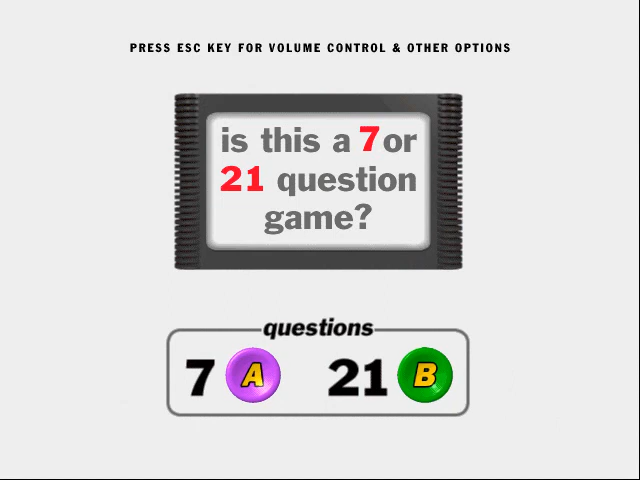 PRESS ESC KEY FOR VOLUME CONTROL & OTHER OPTIONS
is this a 7 or
21 question
game?
questions
7 A 21 B